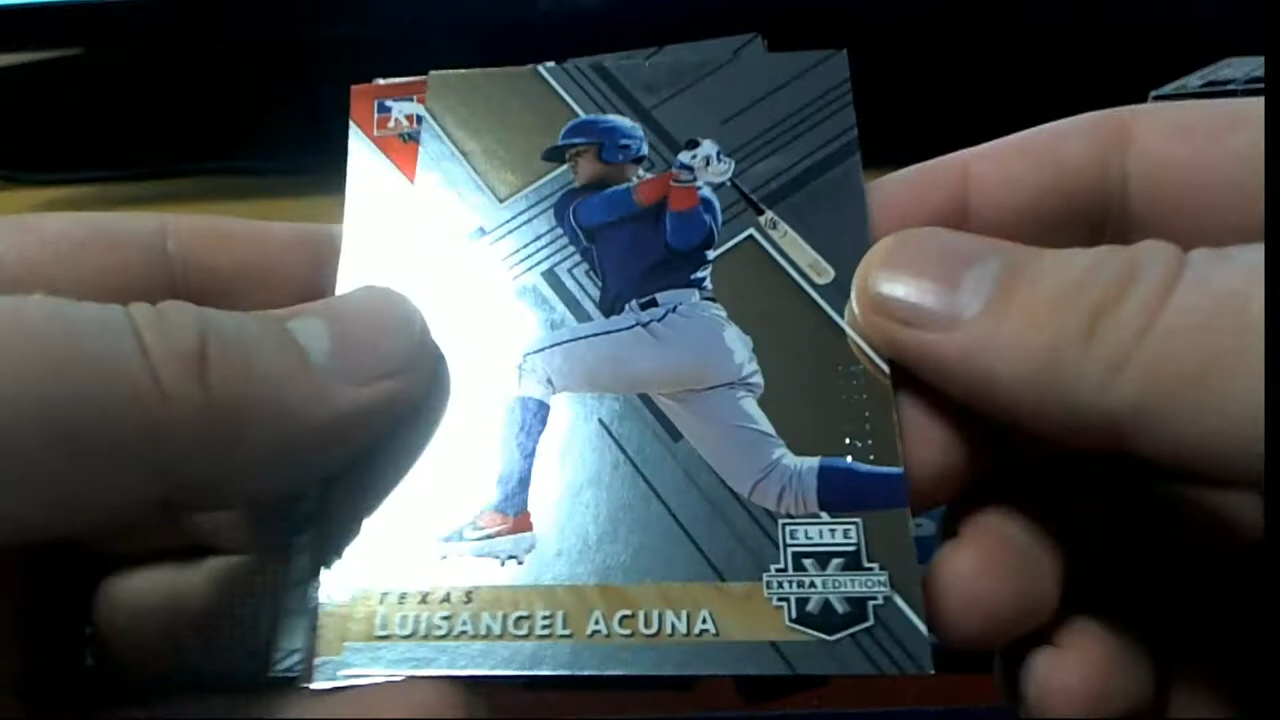 ELITE
EXTRA EDITION
X
TEXAS
LUISANGEL ACUNA